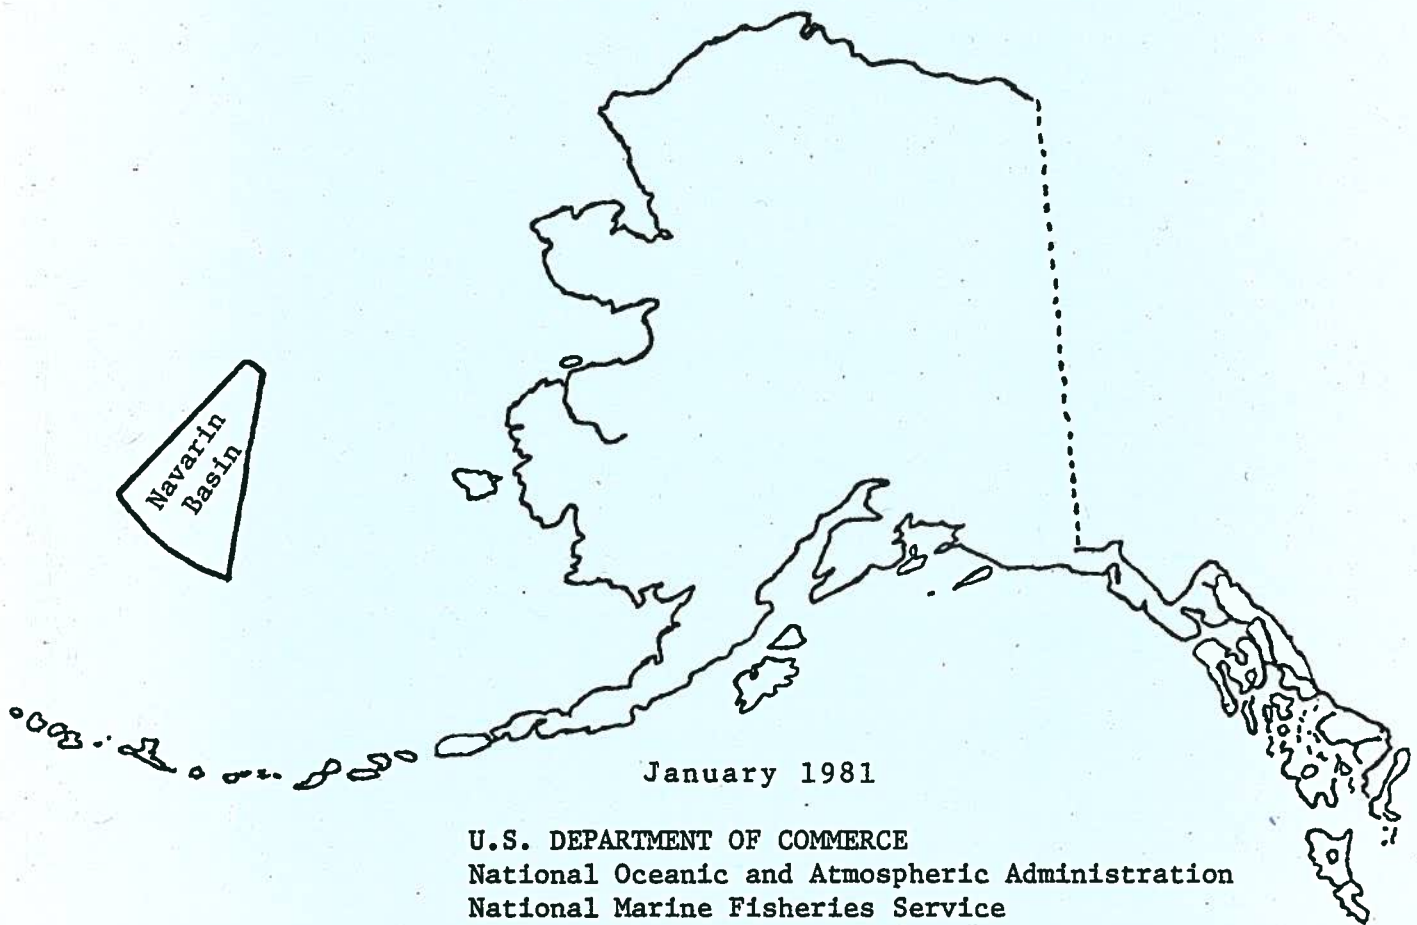 Navarin
Basin
January 1981
U.S. DEPARTMENT OF COMMERCE
National Oceanic and Atmospheric Administration
National Marine Fisheries Service